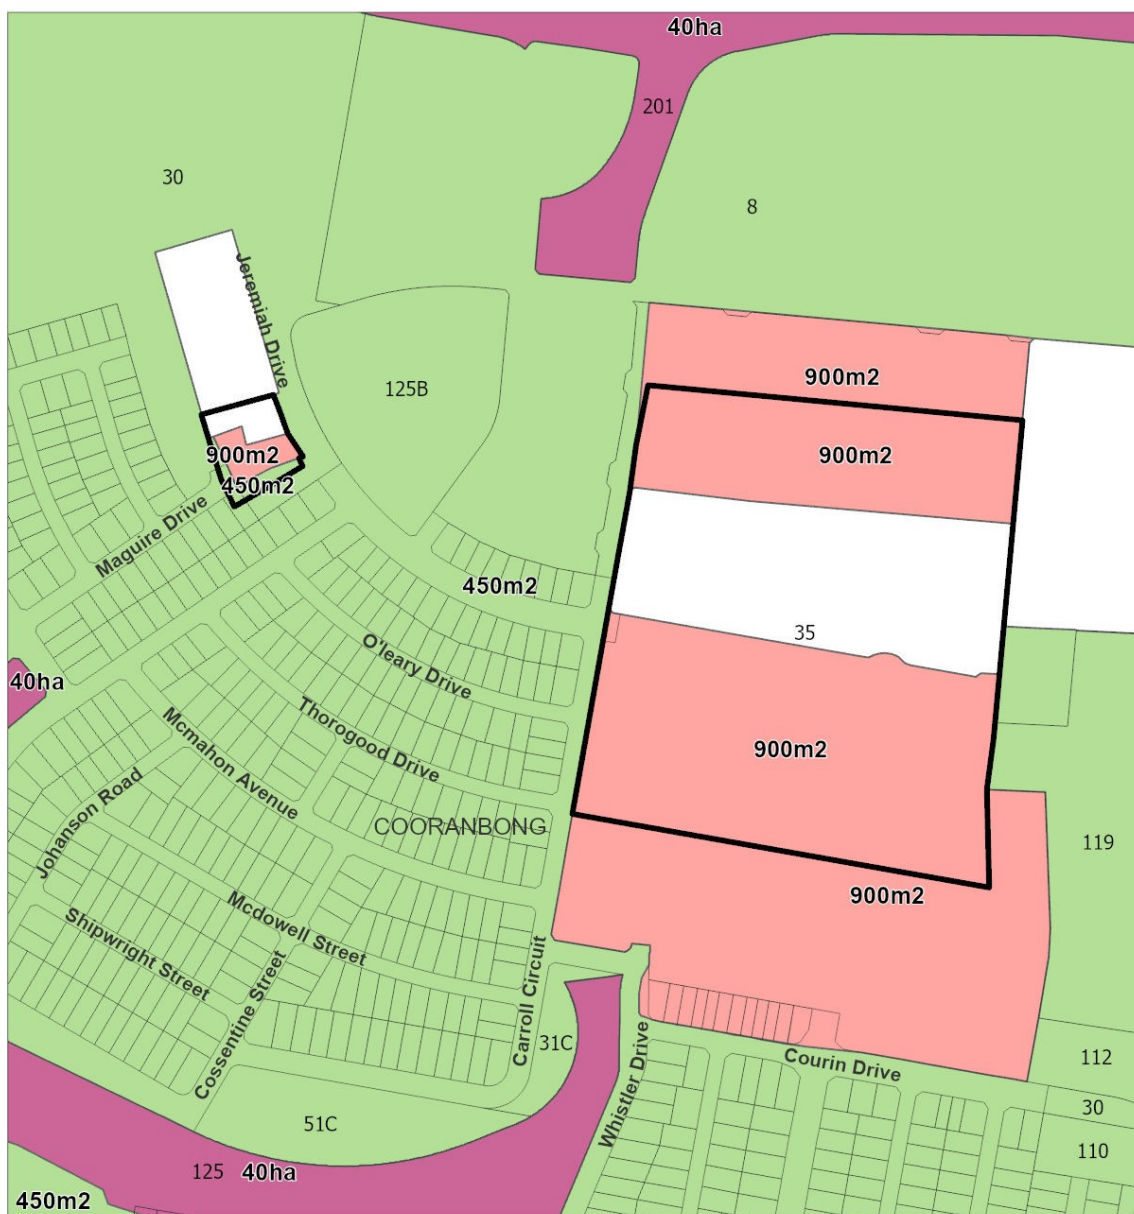 40ha
201
30
8
Jeremiah Drive
900m2
125B
900m2
900m2
450m2
Maguire Drive
450m2
35
O'leary Drive
40ha
Thorogood Drive
Mcmahon Avenue
900m2
Johanson Road
COORANBONG
119
900m2
Mcdowell Street
Shipwright Street
Cossentine Street
Carroll Circuit
31C
Whistler Drive
Courin Drive
112
30
51C
110
125
40ha
450m2